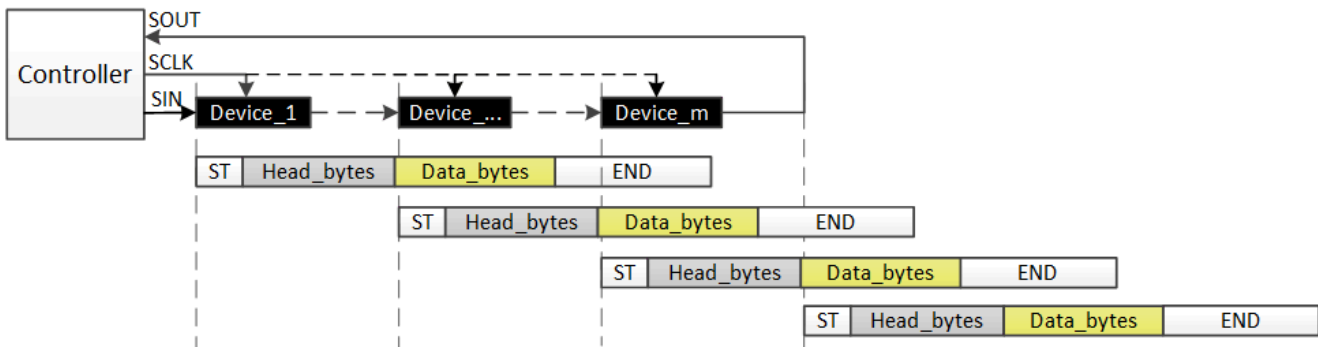 SOUT
SCLK
Controller
SIN
Device_1 Device_... Device_m
ST Head_bytes Data_bytes END
ST Head_bytes Data_bytes END
ST Head_bytes Data_bytes END
ST Head_bytes Data_bytes END